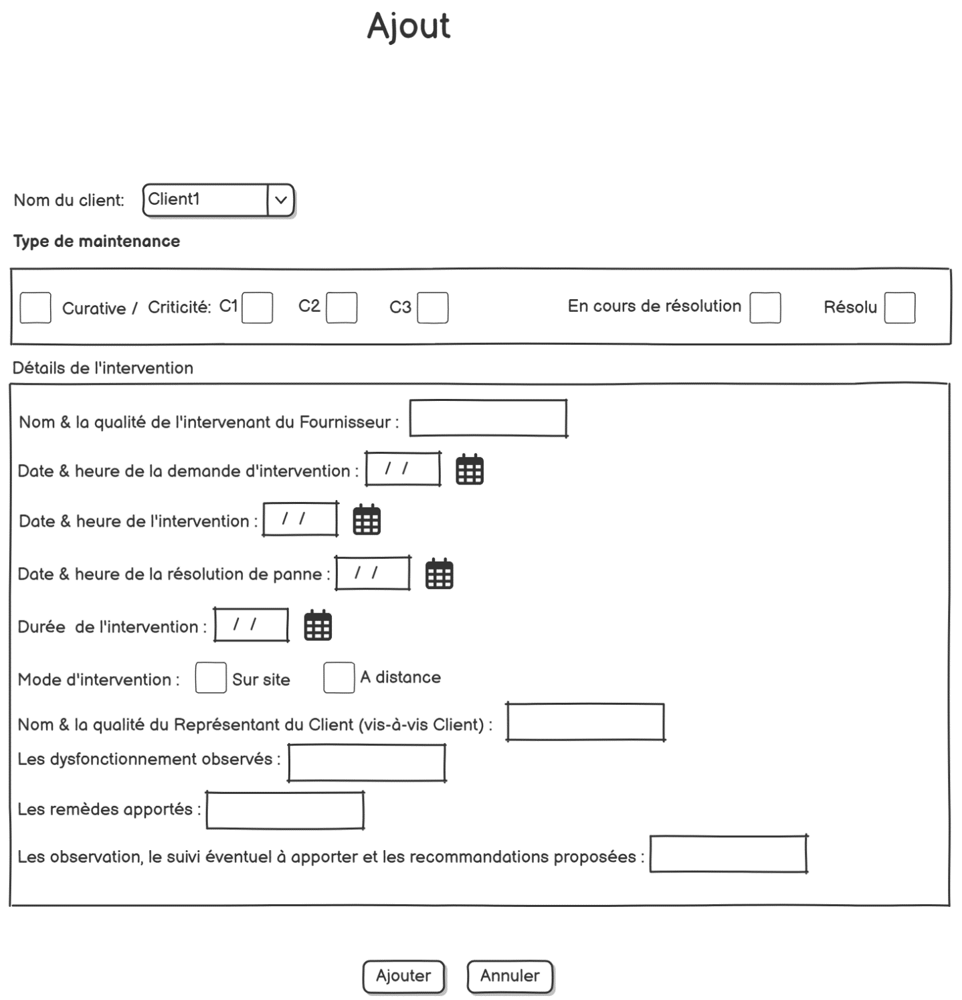 Ajout
Nom du client: Client1
Type de maintenance
Curative / Criticité: C1 C2 C3 En cours de résolution Résolu
Détails de l'intervention
Nom & la qualité de l'intervenant du Fournisseur :
Date & heure de la demande d'intervention : / /
Date & heure de l'intervention : / /
Date & heure de la résolution de panne : / /
Durée de l'intervention : / /
Mode d'intervention : Sur site A distance
Nom & la qualité du Représentant du Client (vis-à-vis Client) :
Les dysfonctionnement observés :
Les remèdes apportés :
Les observation, le suivi éventuel à apporter et les recommandations proposées :
Ajouter Annuler